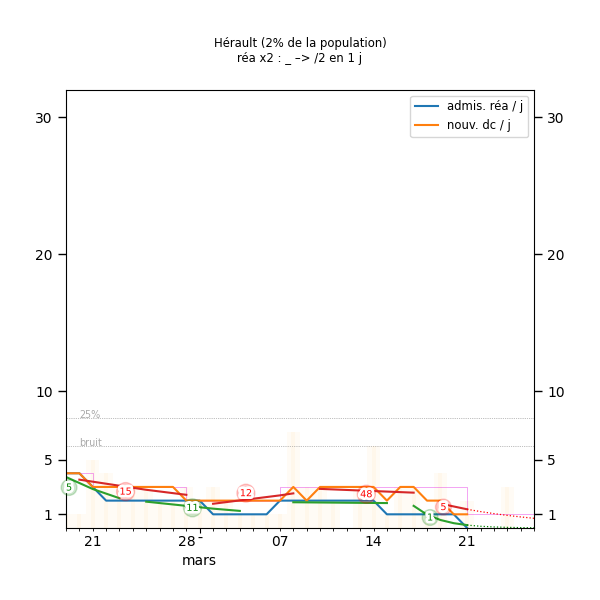 Hérault (2% de la population)
réa x2 : _ –> /2 en 1 j
admis. réa / j
nouv. dc / j
30 30
20 20
10 10
25%
bruit
5 5
5 15 11 12 48 1 5
1 1
21 28 07 14 21
mars